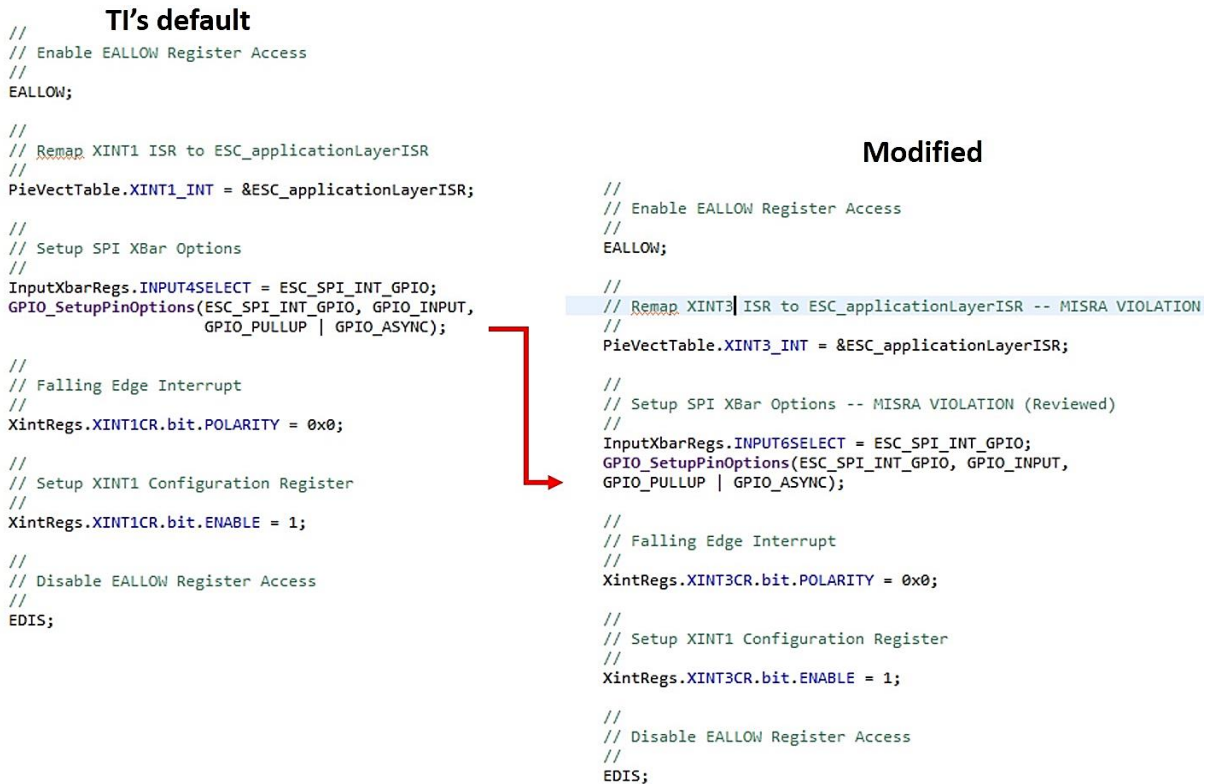 TI's default
//
// Enable EALLOW Register Access
//
EALLOW;
//
// Remap XINT1 ISR to ESC_applicationLayerISR
//
PieVectTable.XINT1_INT = &ESC_applicationLayerISR;
//
// Setup SPI XBar Options
//
InputXbarRegs.INPUT4SELECT = ESC_SPI_INT_GPIO;
GPIO_SetupPinOptions(ESC_SPI_INT_GPIO, GPIO_INPUT,
GPIO_PULLUP | GPIO_ASYNC);
//
// Falling Edge Interrupt
//
XintRegs.XINT1CR.bit.POLARITY = 0x0;
//
// Setup XINT1 Configuration Register
//
XintRegs.XINT1CR.bit.ENABLE = 1;
//
// Disable EALLOW Register Access
//
EDIS;
Modified
//
// Enable EALLOW Register Access
//
EALLOW;
//
// Remap XINT3 ISR to ESC_applicationLayerISR -- MISRA VIOLATION
//
PieVectTable.XINT3_INT = &ESC_applicationLayerISR;
//
// Setup SPI XBar Options -- MISRA VIOLATION (Reviewed)
//
InputXbarRegs.INPUT6SELECT = ESC_SPI_INT_GPIO;
GPIO_SetupPinOptions(ESC_SPI_INT_GPIO, GPIO_INPUT,
GPIO_PULLUP | GPIO_ASYNC);
//
// Falling Edge Interrupt
//
XintRegs.XINT3CR.bit.POLARITY = 0x0;
//
// Setup XINT1 Configuration Register
//
XintRegs.XINT3CR.bit.ENABLE = 1;
//
// Disable EALLOW Register Access
//
EDIS;